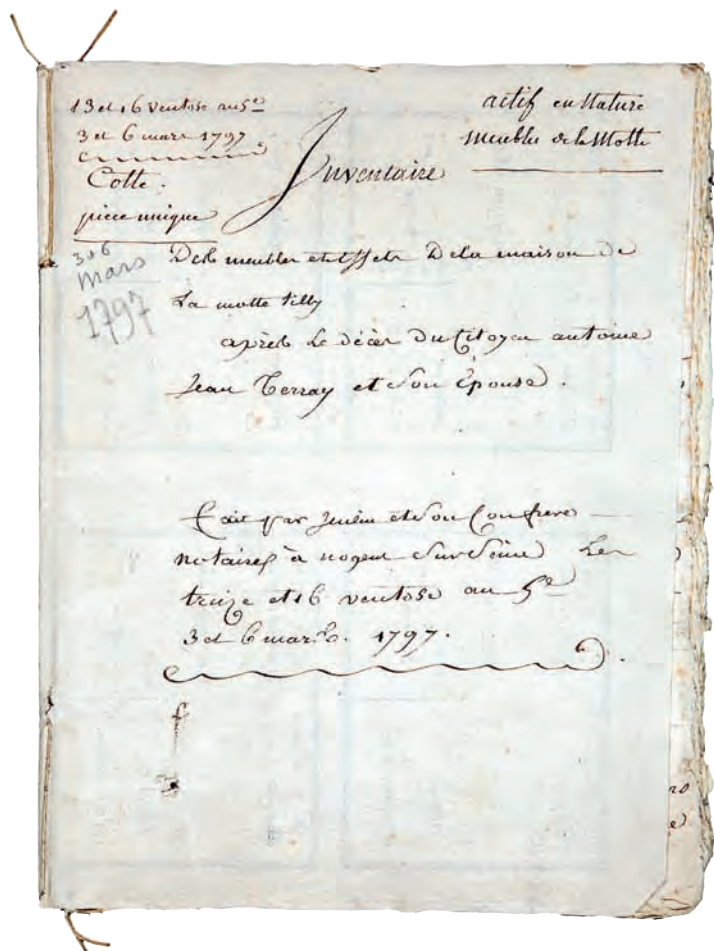 13 et 16 ventose an 5e
3 et 6 mars 1797
Cotte
piece unique
actif en Nature
meubles de la Motte
Inventaire
3 et 6
mars
1797
Des meubles et effets De la maison de
La motte tilly
après le décès du Citoyen antoine
Jean Terray et son Épouse.
Fait par et son Confrere
notaires à nogent sur Seine Les
treize et 16 ventose an 5e
3 et 6 mars. 1797.